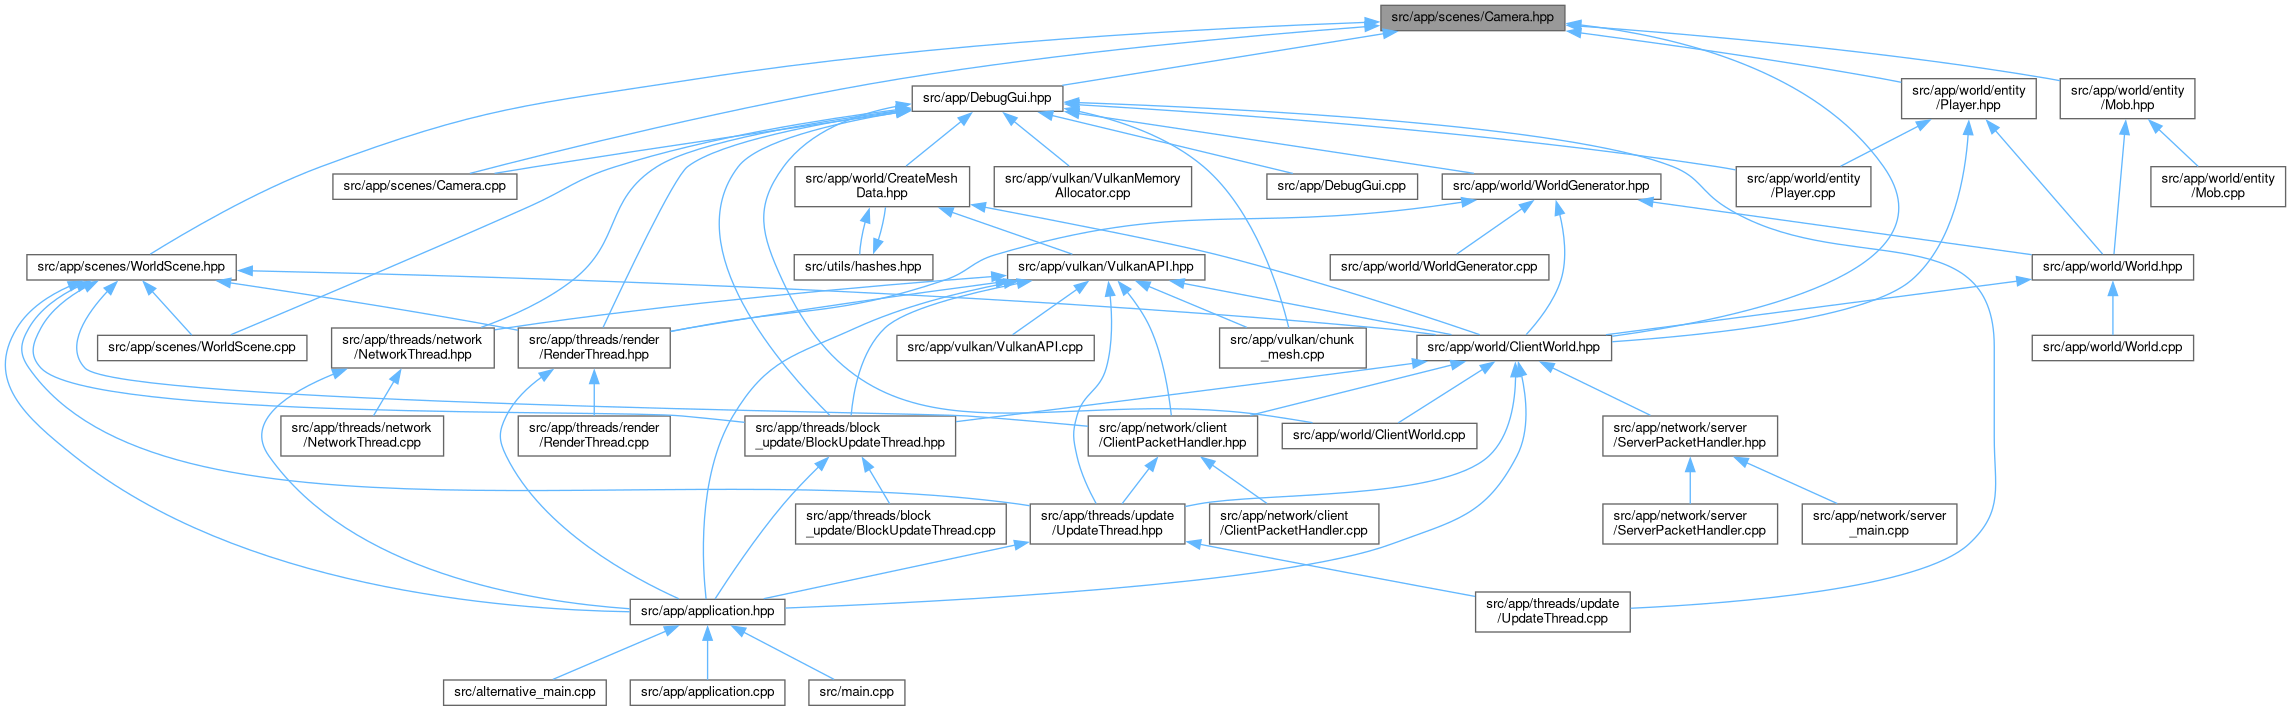 src/app/scenes/Camera.hpp
src/app/DebugGui.hpp
src/app/world/entity
/Player.hpp
src/app/world/entity
/Mob.hpp
src/app/scenes/Camera.cpp
src/app/world/CreateMesh
Data.hpp
src/app/vulkan/VulkanMemory
Allocator.cpp
src/app/DebugGui.cpp
src/app/world/WorldGenerator.hpp
src/app/world/entity
/Player.cpp
src/app/world/entity
/Mob.cpp
src/app/scenes/WorldScene.hpp
src/utils/hashes.hpp
src/app/vulkan/VulkanAPI.hpp
src/app/world/WorldGenerator.cpp
src/app/world/World.hpp
src/app/scenes/WorldScene.cpp
src/app/threads/network
/NetworkThread.hpp
src/app/threads/render
/RenderThread.hpp
src/app/vulkan/VulkanAPI.cpp
src/app/vulkan/chunk
_mesh.cpp
src/app/world/ClientWorld.hpp
src/app/world/World.cpp
src/app/threads/network
/NetworkThread.cpp
src/app/threads/render
/RenderThread.cpp
src/app/threads/block
_update/BlockUpdateThread.hpp
src/app/network/client
/ClientPacketHandler.hpp
src/app/world/ClientWorld.cpp
src/app/network/server
/ServerPacketHandler.hpp
src/app/threads/block
_update/BlockUpdateThread.cpp
src/app/threads/update
/UpdateThread.hpp
src/app/network/client
/ClientPacketHandler.cpp
src/app/network/server
/ServerPacketHandler.cpp
src/app/network/server
_main.cpp
src/app/application.hpp
src/app/threads/update
/UpdateThread.cpp
src/alternative_main.cpp
src/app/application.cpp
src/main.cpp